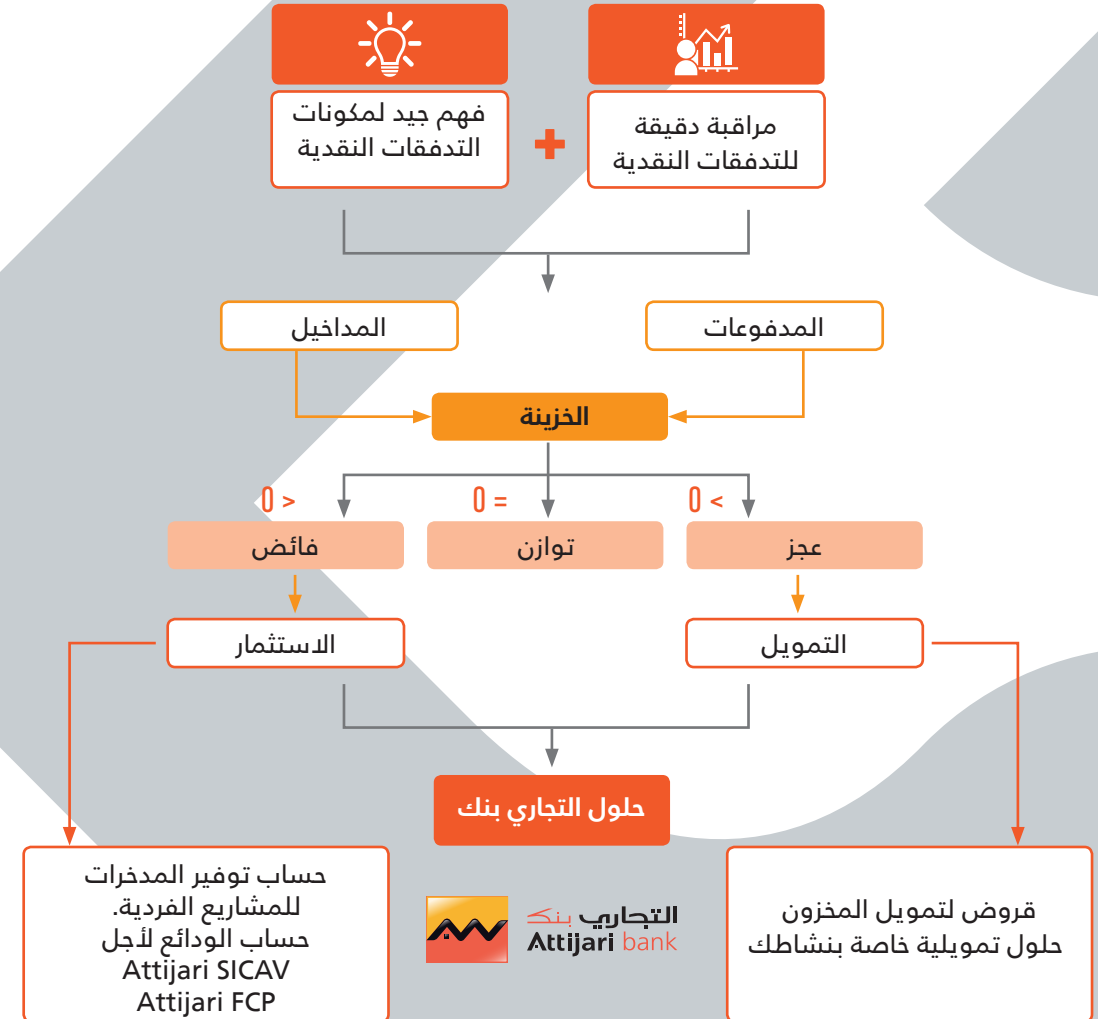 مراقبة دقيقة
للتدفقات النقدية
+
فهم جيد لمكونات
التدفقات النقدية
المدفوعات
المداخيل
الخزينة
0 <
0 =
0 >
عجز
توازن
فائض
التمويل
الاستثمار
حلول التجاري بنك
قروض لتمويل المخزون
حلول تمويلية خاصة بنشاطك
التجاري بنك
Attijari bank
حساب توفير المدخرات
للمشاريع الفردية.
حساب الودائع لأجل
Attijari SICAV
Attijari FCP